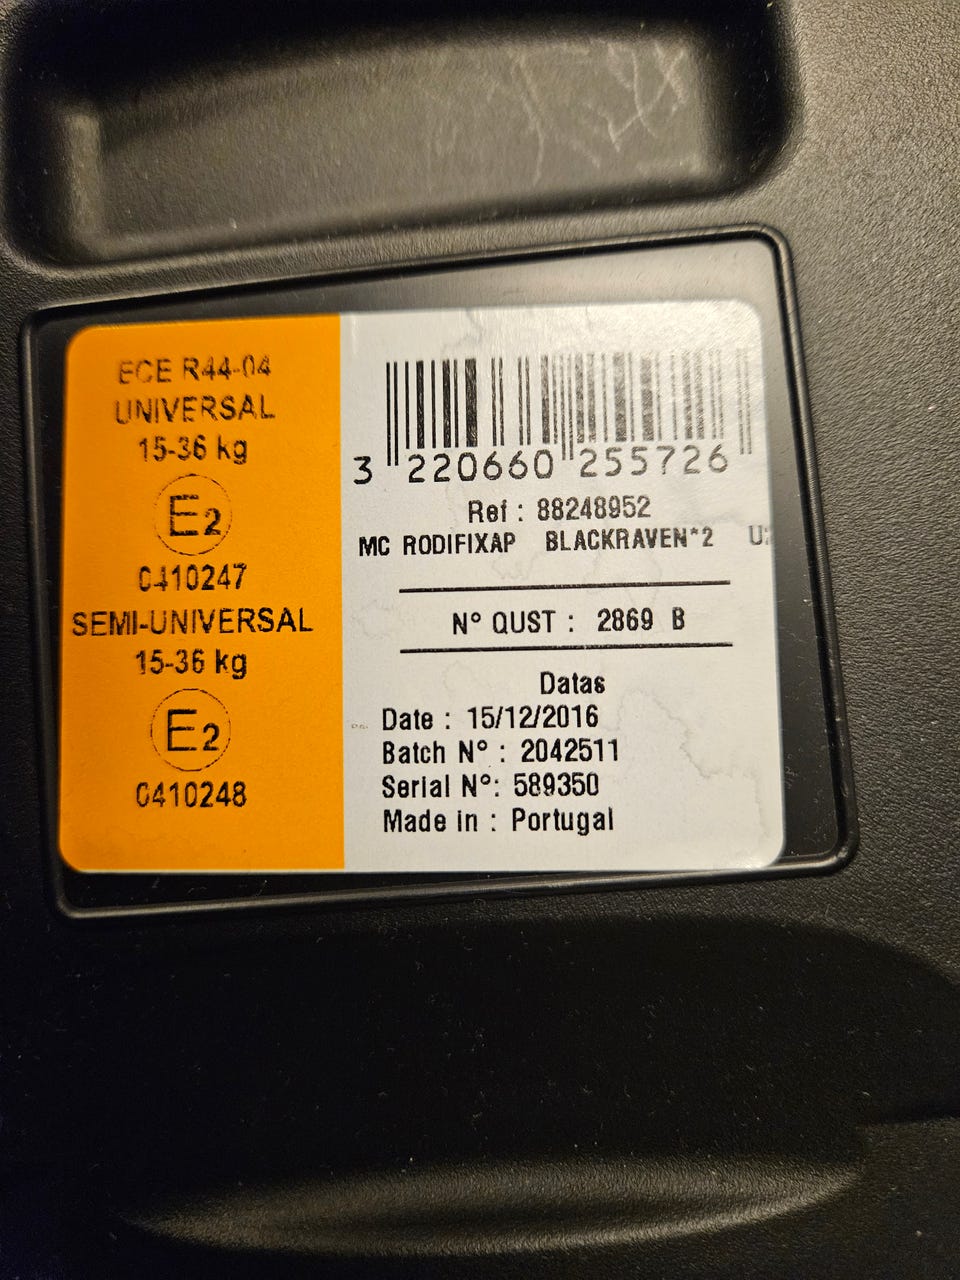 ECE R44-04
UNIVERSAL
15-36 kg
E2
0410247
SEMI-UNIVERSAL
15-36 kg
E2
0410248
3 220660 255726
Ref : 88248952
MC RODIFIXAP BLACKRAVEN*2
N° QUST : 2869 B
Datas
Date : 15/12/2016
Batch N° : 2042511
Serial N°: 589350
Made in : Portugal